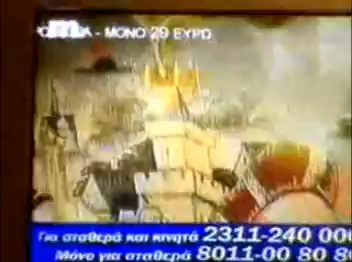 - ΜΟΝΟ 29 ΕΥΡΩ
Για σταθερά και κινητά 2311-240 00
Μόνο για σταθερά 8011-00 80 8